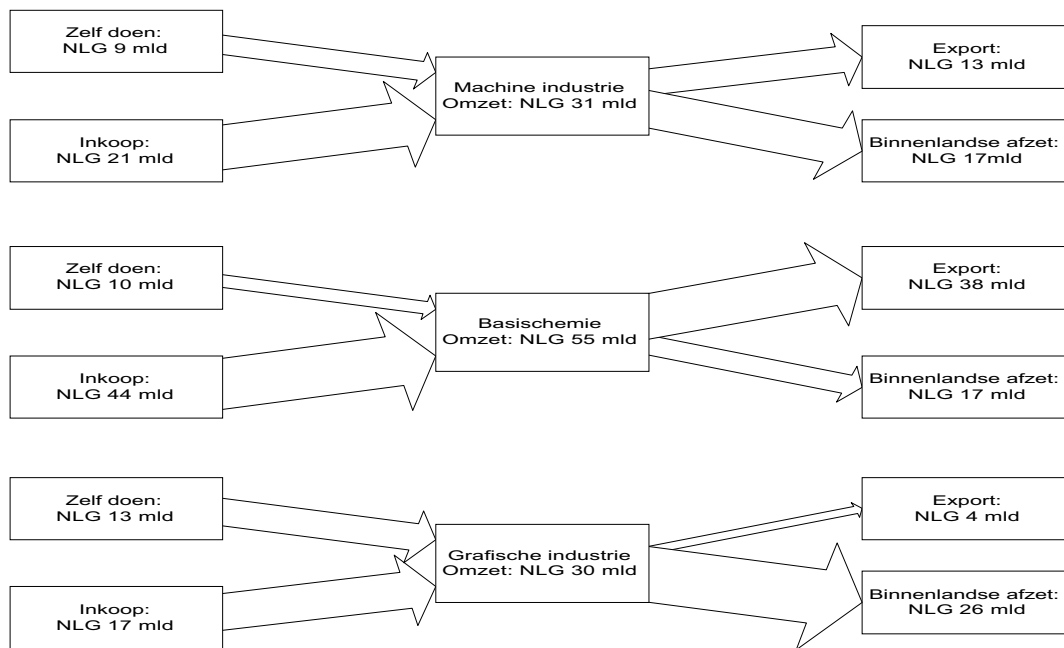 Zelf doen:
NLG 9 mld
Inkoop:
NLG 21 mld
Machine industrie
Omzet: NLG 31 mld
Export:
NLG 13 mld
Binnenlandse afzet:
NLG 17mld
Zelf doen:
NLG 10 mld
Inkoop:
NLG 44 mld
Basischemie
Omzet: NLG 55 mld
Export:
NLG 38 mld
Binnenlandse afzet:
NLG 17 mld
Zelf doen:
NLG 13 mld
Inkoop:
NLG 17 mld
Grafische industrie
Omzet: NLG 30 mld
Export:
NLG 4 mld
Binnenlandse afzet:
NLG 26 mld